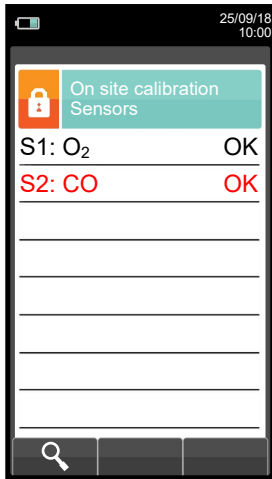 25/09/18
10:00
On site calibration
Sensors
S1: O₂ OK
S2: CO OK